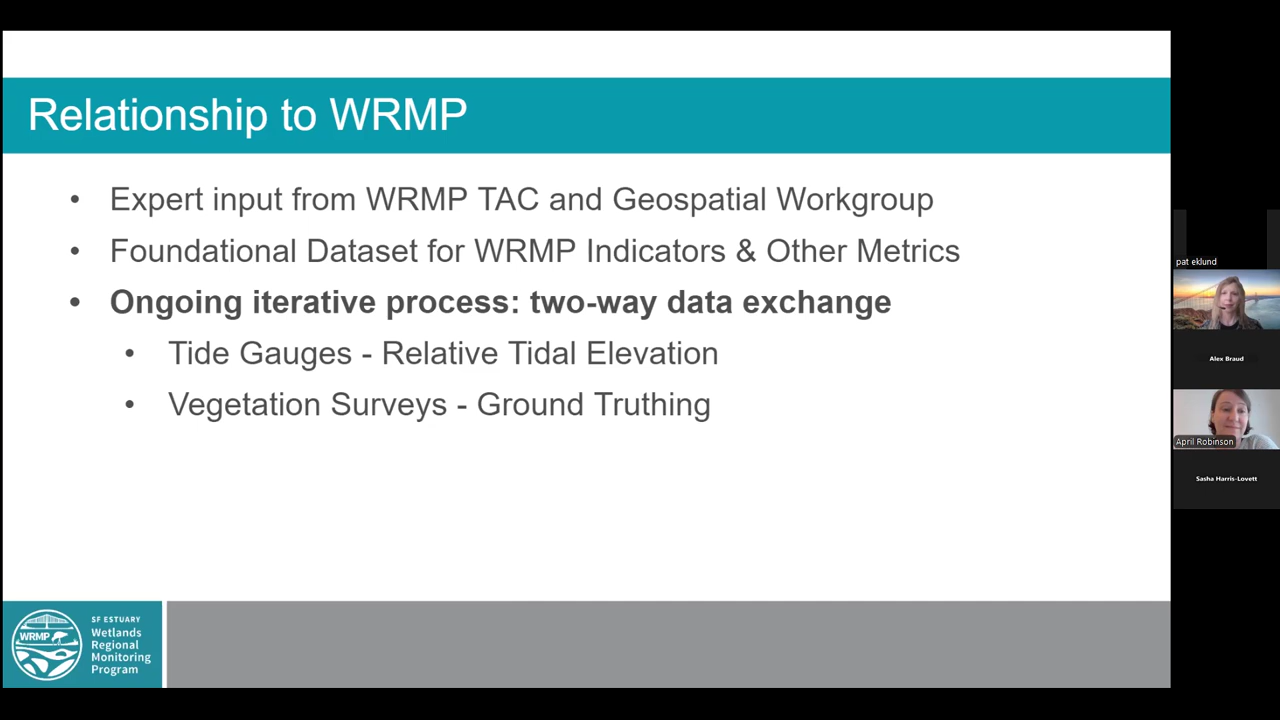 Relationship to WRMP
• Expert input from WRMP TAC and Geospatial Workgroup
• Foundational Dataset for WRMP Indicators & Other Metrics
• Ongoing iterative process: two-way data exchange
• Tide Gauges - Relative Tidal Elevation
• Vegetation Surveys - Ground Truthing
pat eklund
Alex Braud
April Robinson
Sasha Harris-Lovett
WRMP
SF ESTUARY
Wetlands
Regional
Monitoring
Program